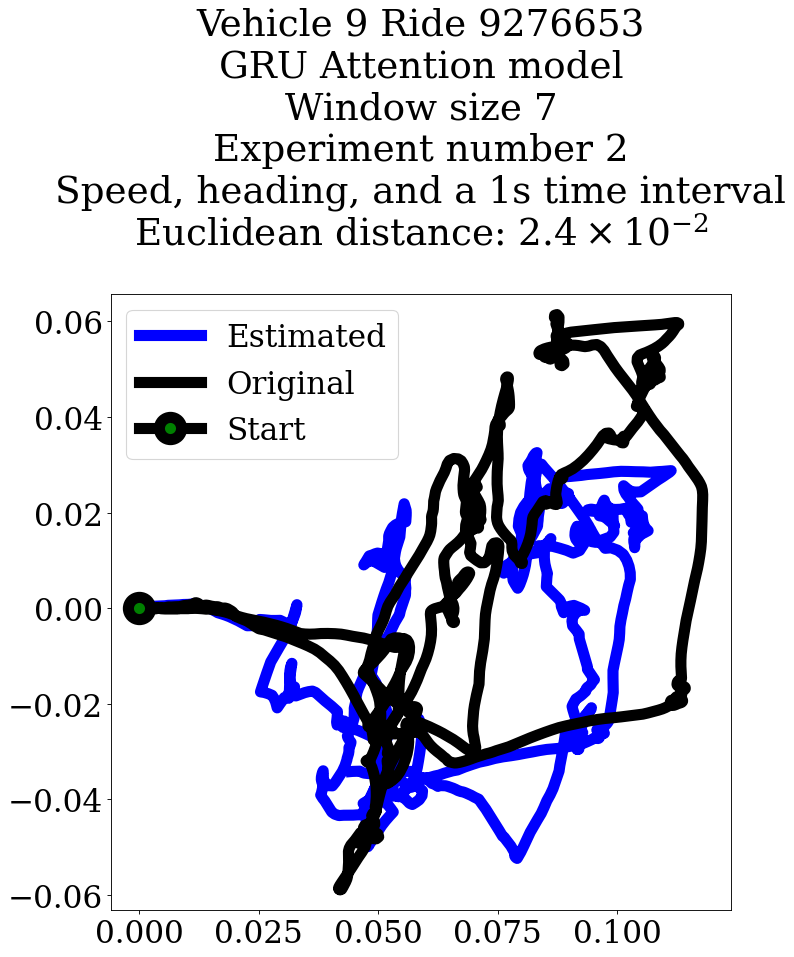 Vehicle 9 Ride 9276653
GRU Attention model
Window size 7
Experiment number 2
Speed, heading, and a 1s time interval
Euclidean distance: 2.4 × 10⁻²
Estimated
Original
Start
0.06
0.04
0.02
0.00
−0.02
−0.04
−0.06
0.000 0.025 0.050 0.075 0.100